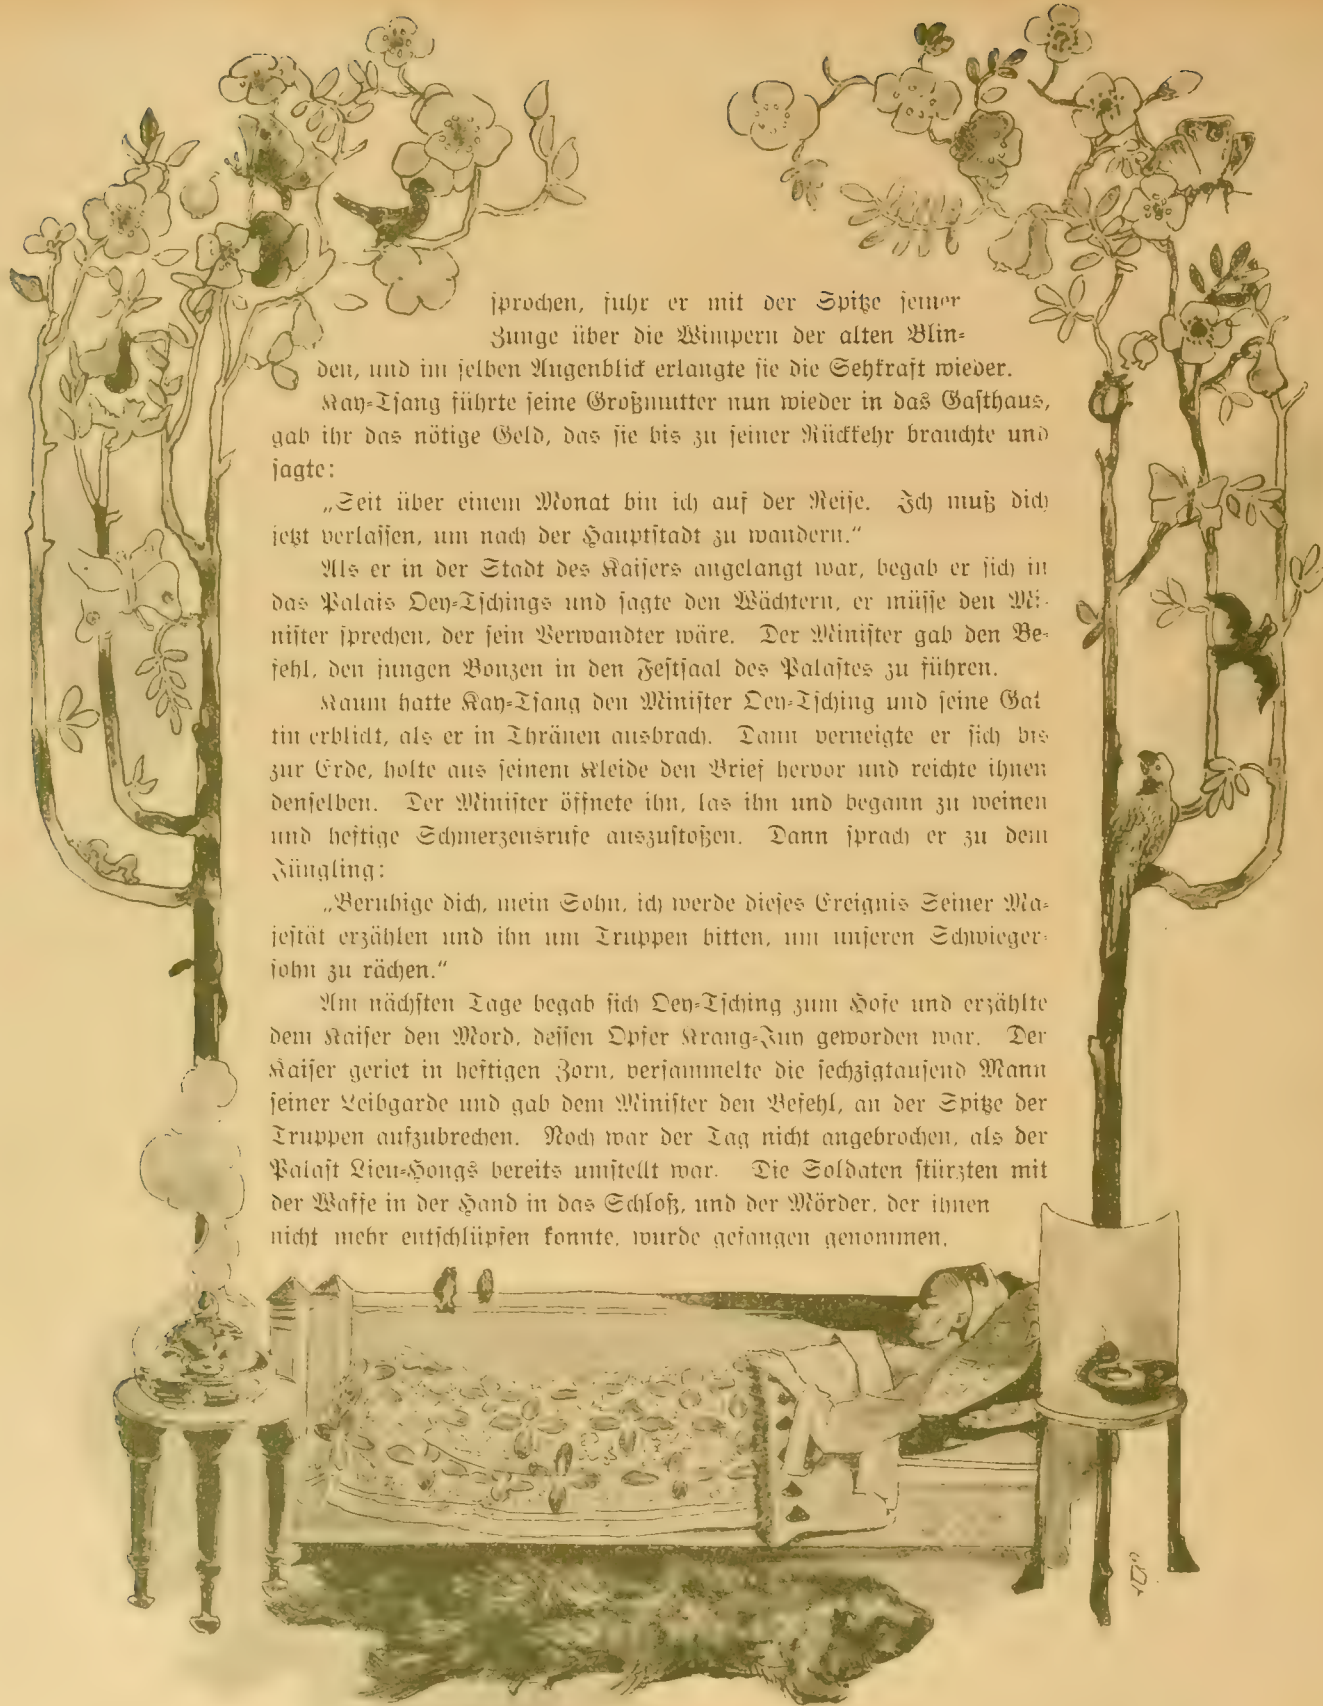 sprochen, fuhr er mit der Spitze seiner
Zunge über die Wimpern der alten Blin-
den, und im selben Augenblick erlangte sie die Sehkraft wieder.
Kay-Tsang führte seine Großmutter nun wieder in das Gasthaus,
gab ihr das nötige Geld, das sie bis zu seiner Rückkehr brauchte und
sagte:
„Seit über einem Monat bin ich auf der Reise. Ich muß dich
jetzt verlassen, um nach der Hauptstadt zu wandern.“
Als er in der Stadt des Kaisers angelangt war, begab er sich in
das Palais Oey-Tschings und sagte den Wächtern, er müsse den Mi-
nister sprechen, der sein Verwandter wäre. Der Minister gab den Be-
fehl, den jungen Bonzen in den Festsaal des Palastes zu führen.
Kaum hatte Kay-Tsang den Minister Oey-Tsching und seine Gat
tin erblickt, als er in Thränen ausbrach. Dann verneigte er sich bis
zur Erde, holte aus seinem Kleide den Brief hervor und reichte ihnen
denselben. Der Minister öffnete ihn, las ihn und begann zu weinen
und heftige Schmerzensrufe auszustoßen. Dann sprach er zu dem
Jüngling:
„Beruhige dich, mein Sohn, ich werde dieses Ereignis Seiner Ma-
jestät erzählen und ihn um Truppen bitten, um unseren Schwieger-
sohn zu rächen.“
Am nächsten Tage begab sich Oey-Tsching zum Hofe und erzählte
dem Kaiser den Mord, dessen Opfer Krang-Jun geworden war. Der
Kaiser geriet in heftigen Zorn, versammelte die sechzigtausend Mann
seiner Leibgarde und gab dem Minister den Befehl, an der Spitze der
Truppen aufzubrechen. Noch war der Tag nicht angebrochen, als der
Palast Lieu-Hongs bereits umstellt war. Die Soldaten stürzten mit
der Waffe in der Hand in das Schloß, und der Mörder, der ihnen
nicht mehr entschlüpfen konnte, wurde gefangen genommen,